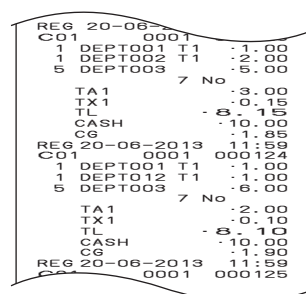 REG 20-06-
C01 0001
1 DEPT001 T1 ·1.00
1 DEPT002 T1 ·2.00
5 DEPT003 ·5.00
7 No
TA1 ·3.00
TX1 ·0.15
TL ·8.15
CASH ·10.00
CG ·1.85
REG 20-06-2013 11:59
C01 0001 000124
1 DEPT001 T1 ·1.00
1 DEPT012 T1 ·1.00
5 DEPT003 ·6.00
7 No
TA1 ·2.00
TX1 ·0.10
TL ·8.10
CASH ·10.00
CG ·1.90
REG 20-06-2013 11:59
C01 0001 000125